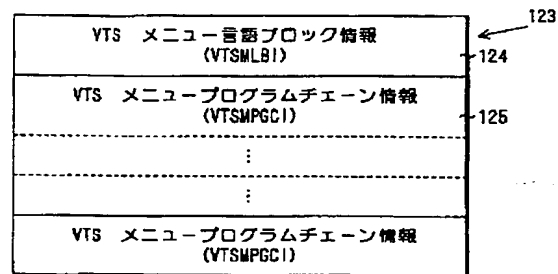 123
VTS メニュー言語ブロック情報
(VTSMLBI)
124
VTS メニュープログラムチェーン情報
(VTSMPGCI)
125
⋮
⋮
VTS メニュープログラムチェーン情報
(VTSMPGCI)